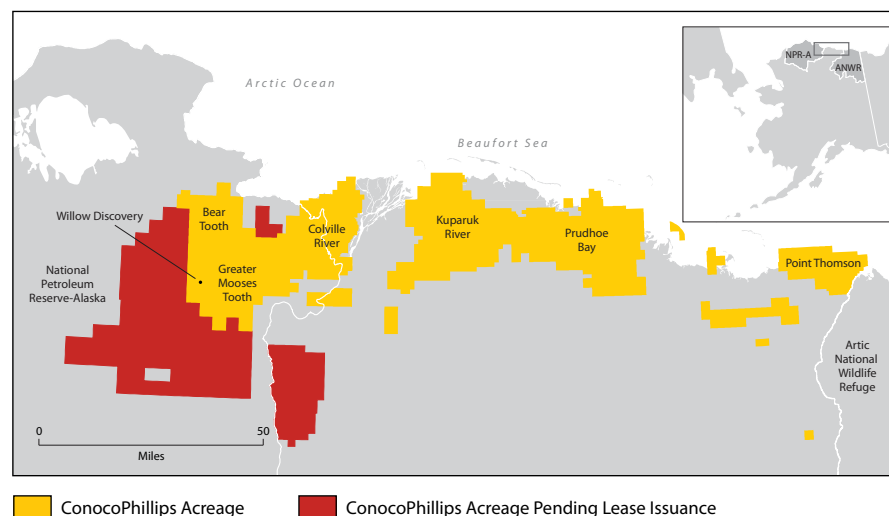 Arctic Ocean
Beaufort Sea
NPR-A
ANWR
Willow Discovery
Bear
Tooth
Colville
River
Kuparuk
River
Prudhoe
Bay
National
Petroleum
Reserve-Alaska
Greater
Mooses
Tooth
Point Thomson
Artic
National
Wildlife
Refuge
0
50
Miles
ConocoPhillips Acreage
ConocoPhillips Acreage Pending Lease Issuance